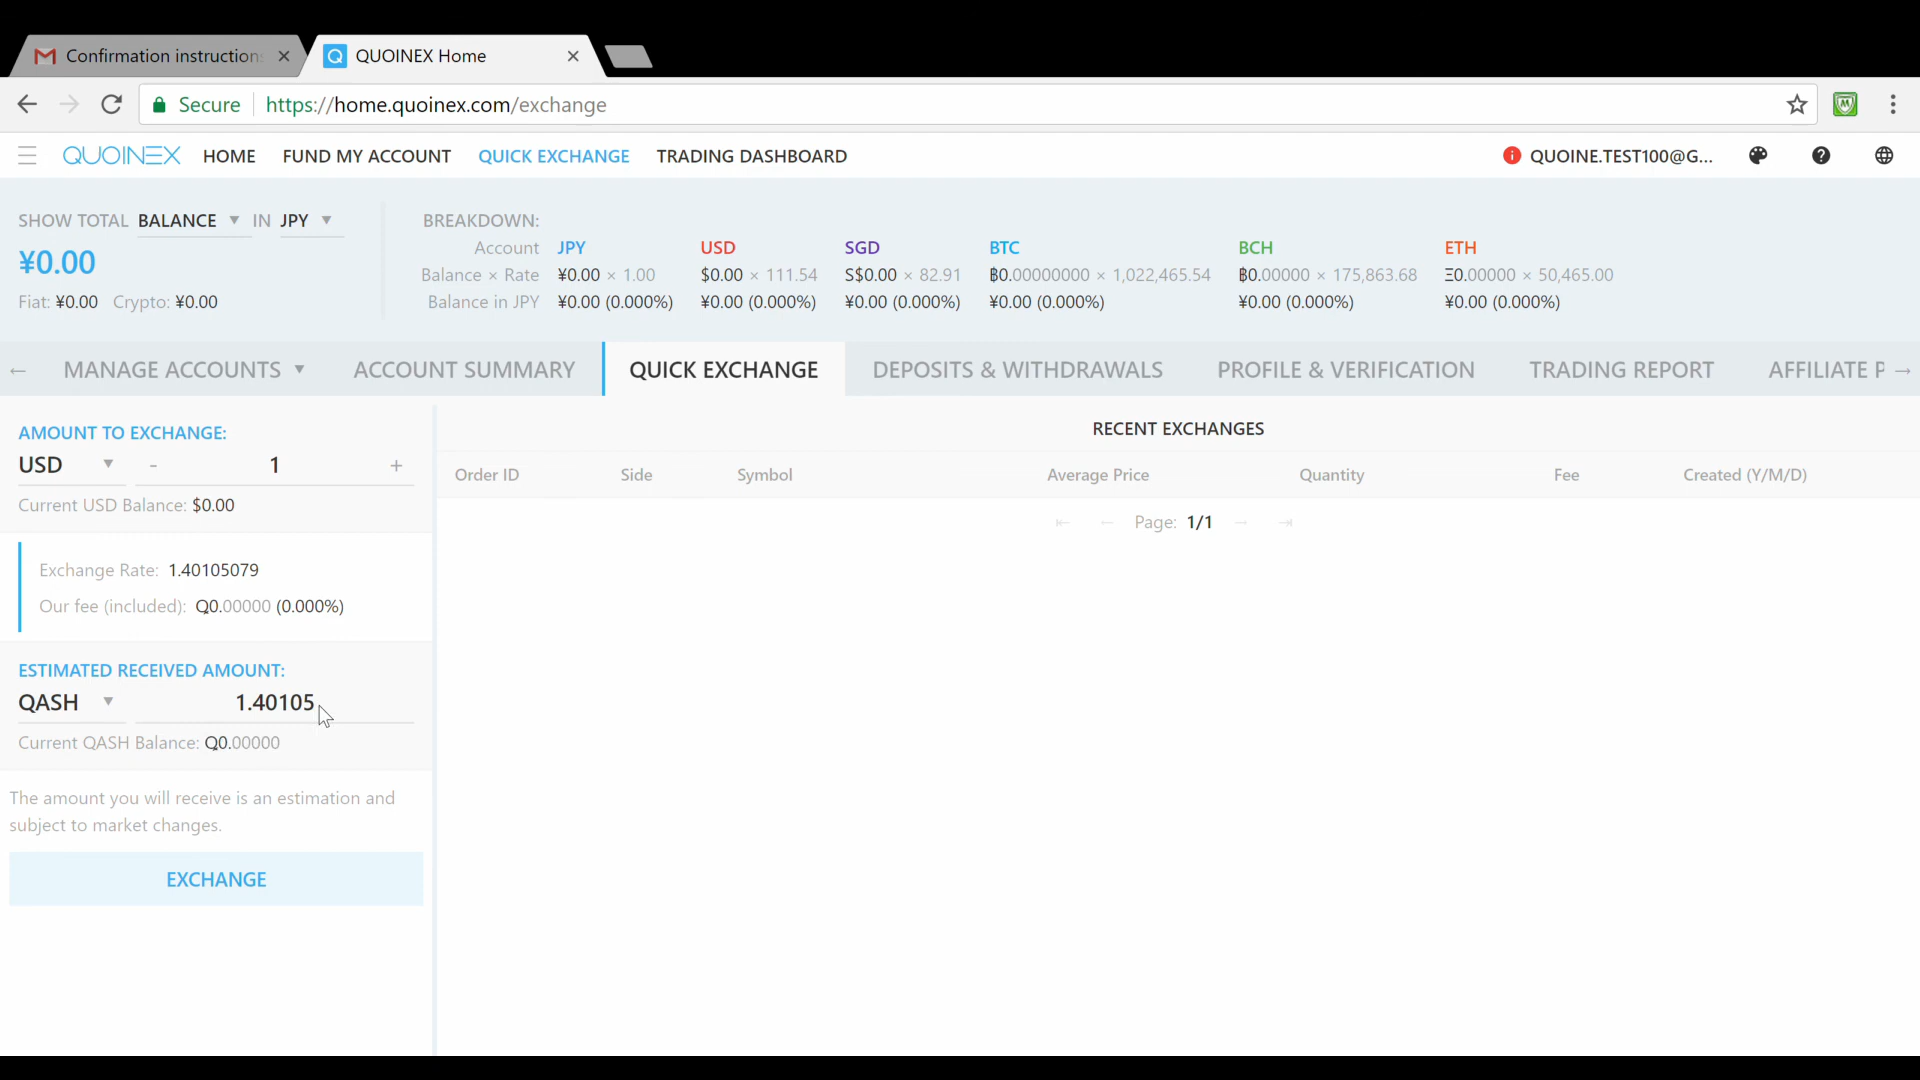 Confirmation instructions
QUOINEX Home
Secure https://home.quoinex.com/exchange
QUOINEX HOME FUND MY ACCOUNT QUICK EXCHANGE TRADING DASHBOARD QUOINE.TEST100@G...
SHOW TOTAL BALANCE IN JPY
¥0.00
Fiat: ¥0.00 Crypto: ¥0.00
BREAKDOWN:
Account JPY USD SGD BTC BCH ETH
Balance × Rate ¥0.00 × 1.00 $0.00 × 111.54 S$0.00 × 82.91 ฿0.00000000 × 1,022,465.54 ฿0.00000 × 175,863.68 Ξ0.00000 × 50,465.00
Balance in JPY ¥0.00 (0.000%) ¥0.00 (0.000%) ¥0.00 (0.000%) ¥0.00 (0.000%) ¥0.00 (0.000%) ¥0.00 (0.000%)
← MANAGE ACCOUNTS ACCOUNT SUMMARY QUICK EXCHANGE DEPOSITS & WITHDRAWALS PROFILE & VERIFICATION TRADING REPORT AFFILIATE P →
AMOUNT TO EXCHANGE:
USD - 1 +
Current USD Balance: $0.00
Exchange Rate: 1.40105079
Our fee (included): Q0.00000 (0.000%)
ESTIMATED RECEIVED AMOUNT:
QASH 1.40105
Current QASH Balance: Q0.00000
The amount you will receive is an estimation and
subject to market changes.
EXCHANGE
RECENT EXCHANGES
Order ID Side Symbol Average Price Quantity Fee Created (Y/M/D)
Page: 1/1